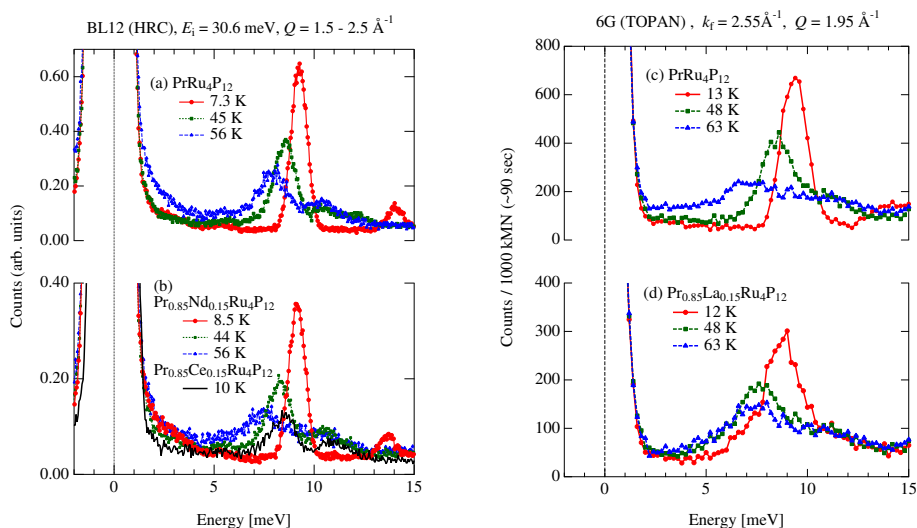 BL12 (HRC), Ei = 30.6 meV, Q = 1.5 - 2.5 Å⁻¹
Counts (arb. units)
0.60
0.40
0.20
0.00
(a) PrRu₄P₁₂
7.3 K
45 K
56 K
0.40
0.20
0.00
(b)
Pr₀.₈₅Nd₀.₁₅Ru₄P₁₂
8.5 K
44 K
56 K
Pr₀.₈₅Ce₀.₁₅Ru₄P₁₂
10 K
0 5 10 15
Energy [meV]
6G (TOPAN) , kf = 2.55Å⁻¹, Q = 1.95 Å⁻¹
Counts / 1000 kMN (~90 sec)
800
600
400
200
0
(c) PrRu₄P₁₂
13 K
48 K
63 K
400
300
200
100
0
(d) Pr₀.₈₅La₀.₁₅Ru₄P₁₂
12 K
48 K
63 K
0 5 10 15
Energy [meV]